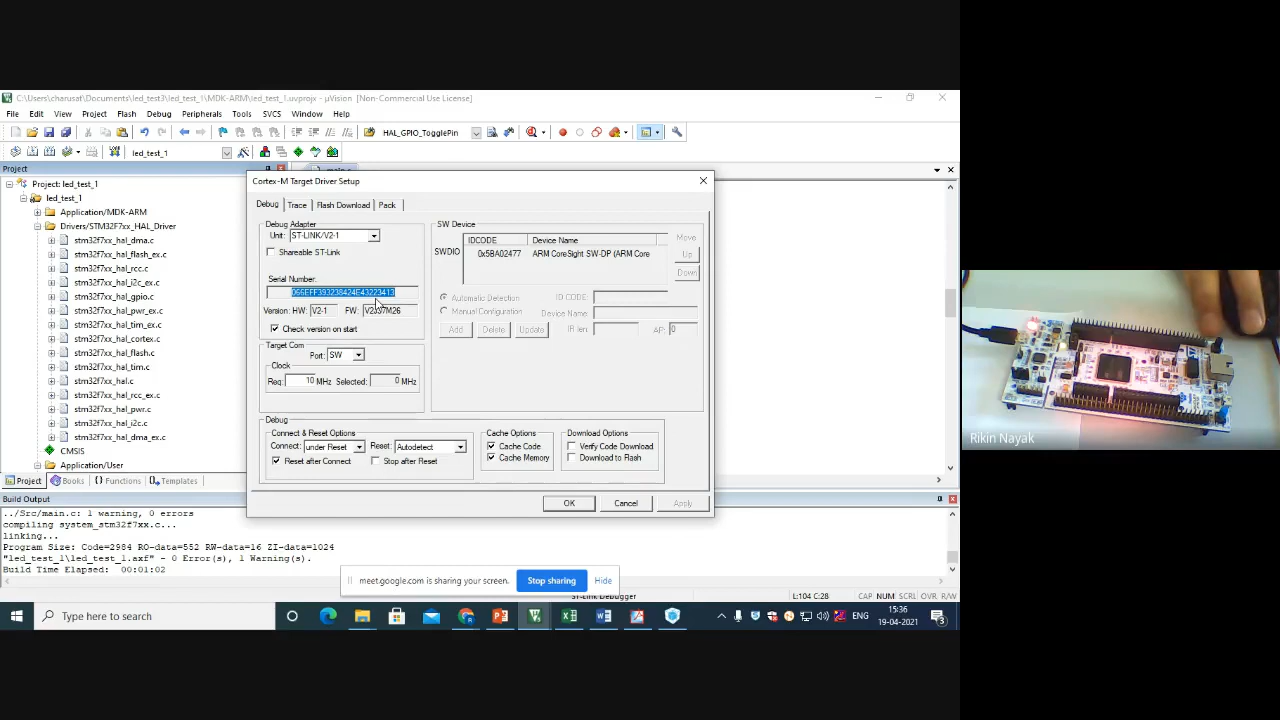 C:\Users\charusat\Documents\led_test3\led_test_1\MDK-ARM\led_test_1.uvprojx - µVision [Non-Commercial Use License]
File Edit View Project Flash Debug Peripherals Tools SVCS Window Help
HAL_GPIO_TogglePin
led_test_1
Project
Project: led_test_1
led_test_1
Application/MDK-ARM
Drivers/STM32F7xx_HAL_Driver
stm32f7xx_hal_dma.c
stm32f7xx_hal_flash_ex.c
stm32f7xx_hal_rcc.c
stm32f7xx_hal_i2c_ex.c
stm32f7xx_hal_gpio.c
stm32f7xx_hal_pwr_ex.c
stm32f7xx_hal_tim_ex.c
stm32f7xx_hal_cortex.c
stm32f7xx_hal_flash.c
stm32f7xx_hal_tim.c
stm32f7xx_hal.c
stm32f7xx_hal_rcc_ex.c
stm32f7xx_hal_pwr.c
stm32f7xx_hal_i2c.c
stm32f7xx_hal_dma_ex.c
CMSIS
Application/User
Project Books Functions Templates
Cortex-M Target Driver Setup
Debug Trace Flash Download Pack
Debug Adapter
Unit: ST-LINK/V2-1
Shareable ST-Link
Serial Number:
066EFF393238424E43223413
Version: HW: V2-1 FW:
Check version on start
Target Com
Port: SW
Clock
Req: 10 MHz Selected: 0 MHz
SW Device
IDCODE Device Name Move
SWDIO 0x5BA02477 ARM CoreSight SW-DP (ARM Core Up
Down
Automatic Detection ID CODE:
Manual Configuration Device Name:
Add Delete Update IR len: AP: 0
Debug
Connect & Reset Options
Connect: under Reset Reset: Autodetect
Reset after Connect Stop after Reset
Cache Options
Cache Code
Cache Memory
Download Options
Verify Code Download
Download to Flash
OK Cancel Apply
Build Output
../Src/main.c: 1 warning, 0 errors
compiling system_stm32f7xx.c...
linking...
Program Size: Code=2984 RO-data=552 RW-data=16 ZI-data=1024
"led_test_1\led_test_1.axf" - 0 Error(s), 1 Warning(s).
Build Time Elapsed: 00:01:02
meet.google.com is sharing your screen. Stop sharing Hide
ST-Link Debugger L:104 C:28 CAP NUM SCRL OVR R/W
Type here to search
ENG
15:36
19-04-2021
3
Rikin Nayak